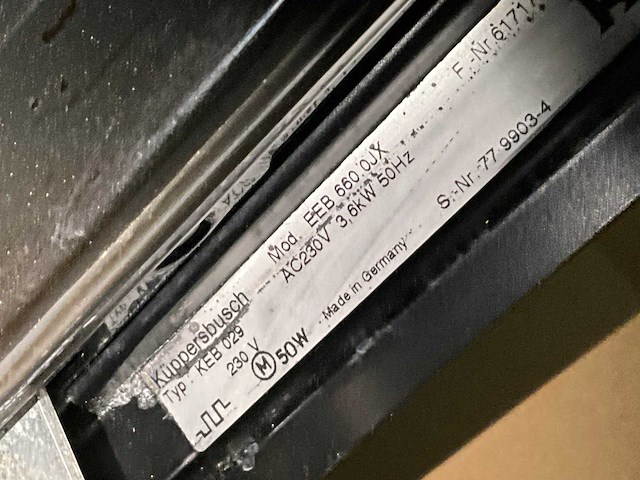 Küppersbusch
Typ: KEB 029
230 V
M 50W
Mod. EEB 660.0JX
AC230V 3,6kW 50Hz
Made in Germany
F.-Nr.
S.-Nr. 77 9903-4